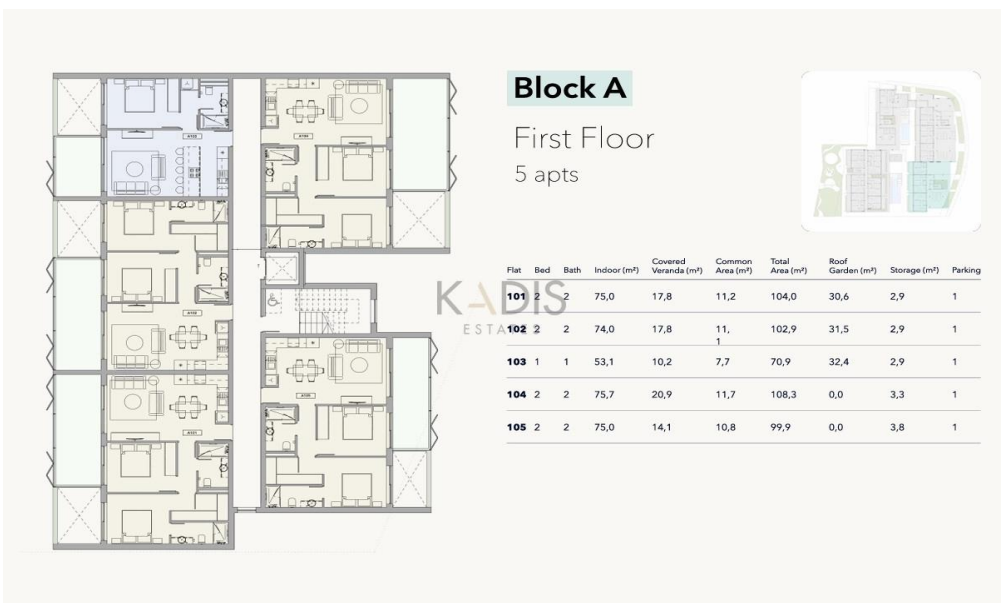 Block A
First Floor
5 apts
Flat Bed Bath Indoor (m²) Covered Veranda (m²) Common Area (m²) Total Area (m²) Roof Garden (m²) Storage (m²) Parking
101 2 2 75,0 17,8 11,2 104,0 30,6 2,9 1
102 2 2 74,0 17,8 11,1 102,9 31,5 2,9 1
103 1 1 53,1 10,2 7,7 70,9 32,4 2,9 1
104 2 2 75,7 20,9 11,7 108,3 0,0 3,3 1
105 2 2 75,0 14,1 10,8 99,9 0,0 3,8 1
KADIS
ESTATES
A103
A104
A102
A101
A105